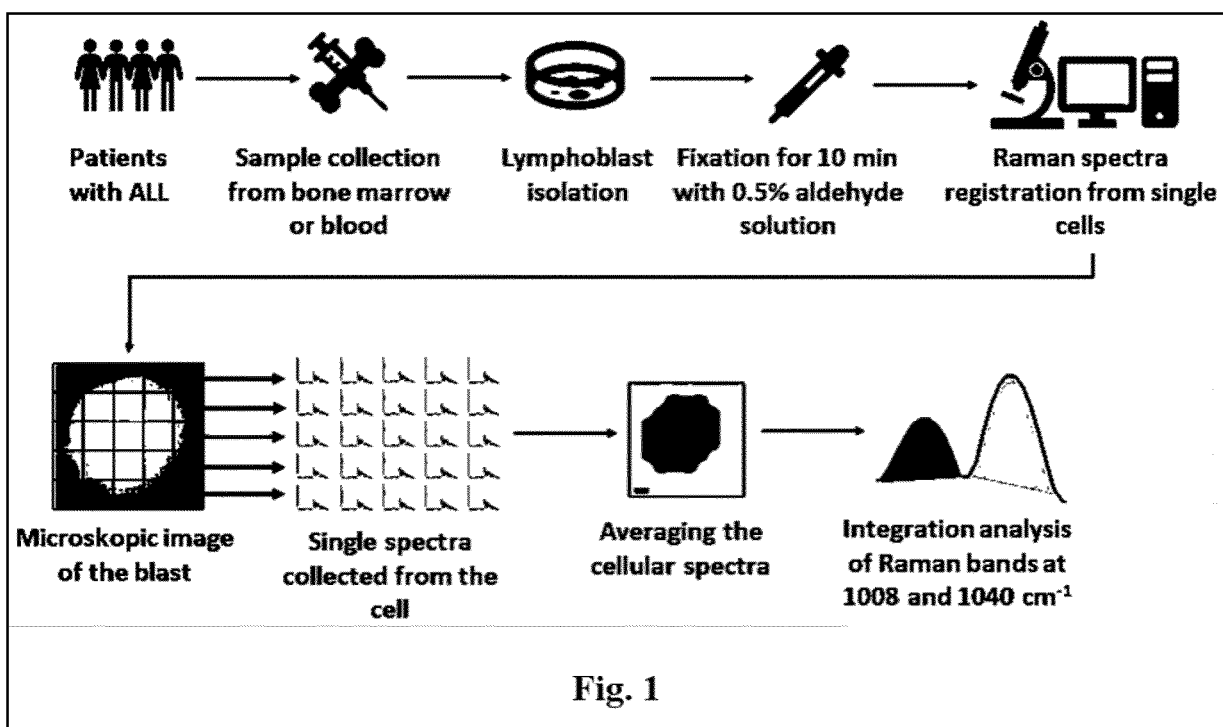 Patients
with ALL
Sample collection
from bone marrow
or blood
Lymphoblast
isolation
Fixation for 10 min
with 0.5% aldehyde
solution
Raman spectra
registration from single
cells
Microskopic image
of the blast
Single spectra
collected from the
cell
Averaging the
cellular spectra
Integration analysis
of Raman bands at
1008 and 1040 cm⁻¹
Fig. 1